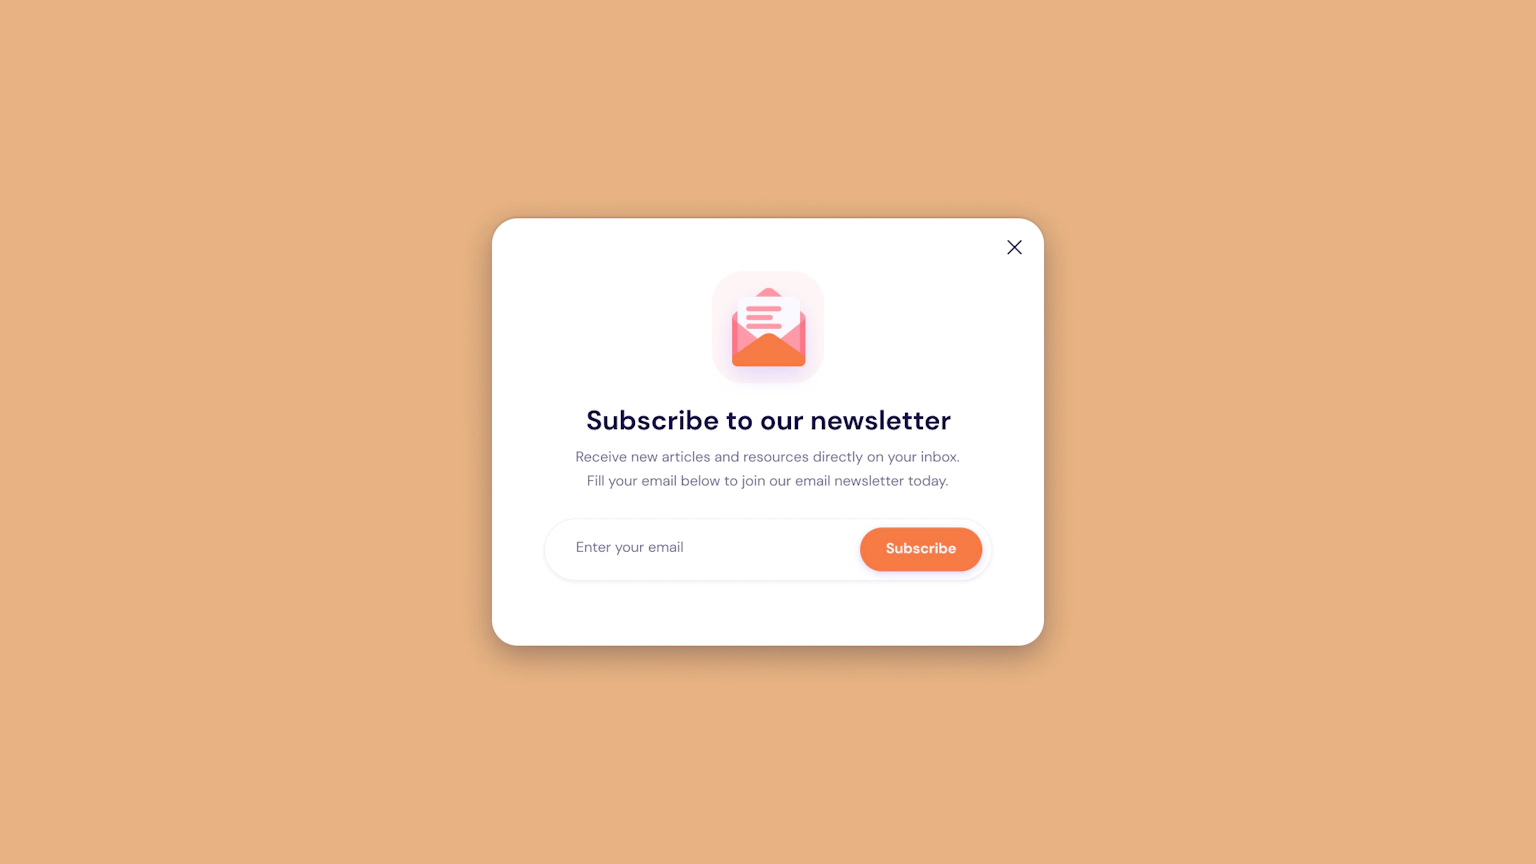 Subscribe to our newsletter
Receive new articles and resources directly on your inbox.
Fill your email below to join our email newsletter today.
Enter your email
Subscribe